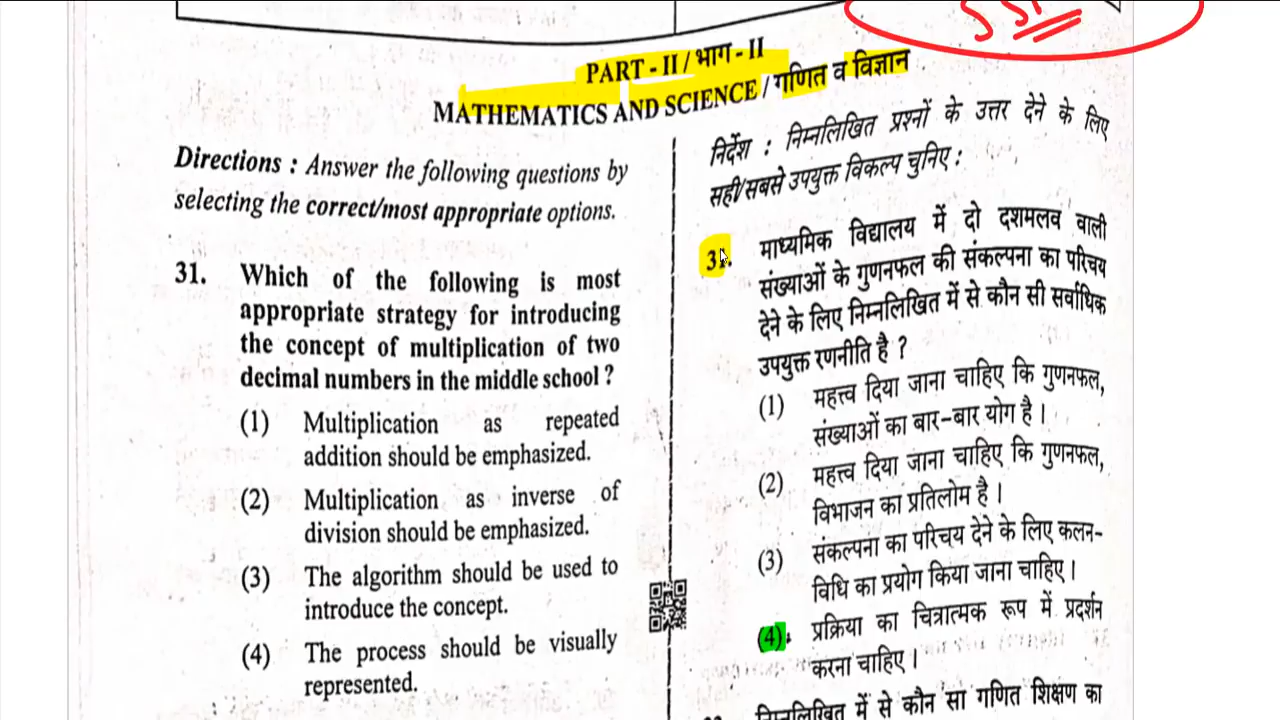 PART - II / भाग - II
MATHEMATICS AND SCIENCE / गणित व विज्ञान
Directions : Answer the following questions by
selecting the correct/most appropriate options.
31. Which of the following is most
appropriate strategy for introducing
the concept of multiplication of two
decimal numbers in the middle school ?
(1) Multiplication as repeated
addition should be emphasized.
(2) Multiplication as inverse of
division should be emphasized.
(3) The algorithm should be used to
introduce the concept.
(4) The process should be visually
represented.
निर्देश : निम्नलिखित प्रश्नों के उत्तर देने के लिए
सही/सबसे उपयुक्त विकल्प चुनिए :
31. माध्यमिक विद्यालय में दो दशमलव वाली
संख्याओं के गुणनफल की संकल्पना का परिचय
देने के लिए निम्नलिखित में से कौन सी सर्वाधिक
उपयुक्त रणनीति है ?
(1) महत्त्व दिया जाना चाहिए कि गुणनफल,
संख्याओं का बार-बार योग है।
(2) महत्त्व दिया जाना चाहिए कि गुणनफल,
विभाजन का प्रतिलोम है।
(3) संकल्पना का परिचय देने के लिए कलन-
विधि का प्रयोग किया जाना चाहिए।
(4) प्रक्रिया का चित्रात्मक रूप में प्रदर्शन
करना चाहिए।
निम्नलिखित में से कौन सा गणित शिक्षण का